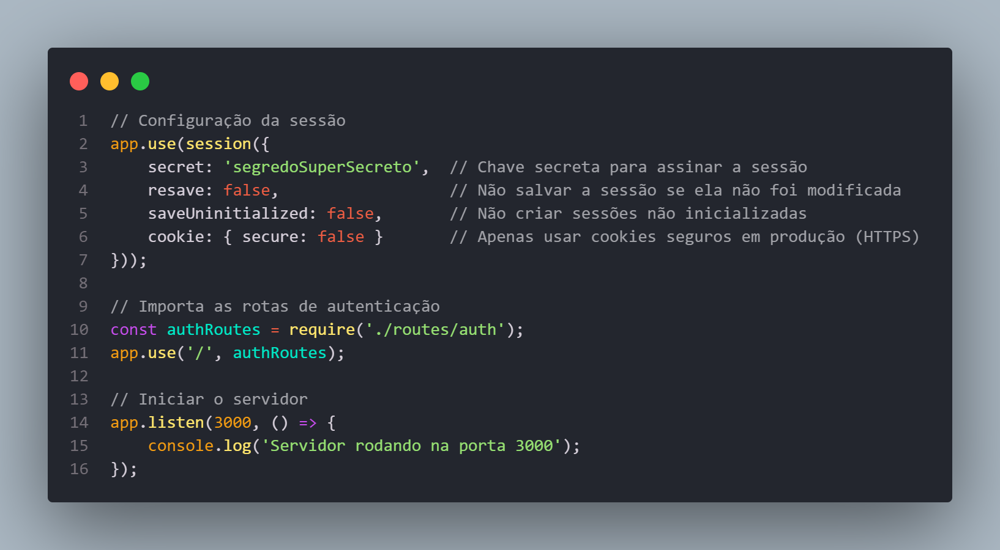 1 // Configuração da sessão
2 app.use(session({
3     secret: 'segredoSuperSecreto',  // Chave secreta para assinar a sessão
4     resave: false,                  // Não salvar a sessão se ela não foi modificada
5     saveUninitialized: false,       // Não criar sessões não inicializadas
6     cookie: { secure: false }       // Apenas usar cookies seguros em produção (HTTPS)
7 }));
8
9 // Importa as rotas de autenticação
10 const authRoutes = require('./routes/auth');
11 app.use('/', authRoutes);
12
13 // Iniciar o servidor
14 app.listen(3000, () => {
15     console.log('Servidor rodando na porta 3000');
16 });